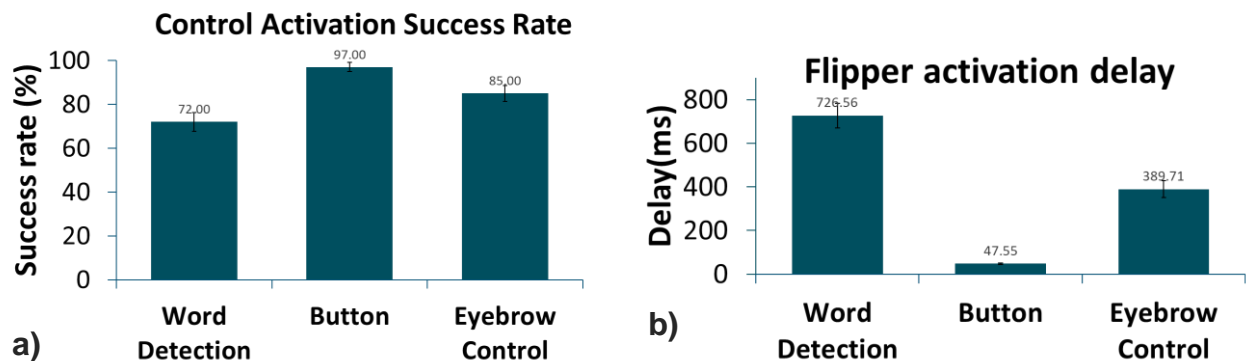 Control Activation Success Rate
Success rate (%)
100
80
60
40
20
0
72.00
97.00
85.00
Word Detection
Button
Eyebrow Control
a)
Flipper activation delay
Delay(ms)
800
600
400
200
0
726.56
47.55
389.71
Word Detection
Button
Eyebrow Control
b)